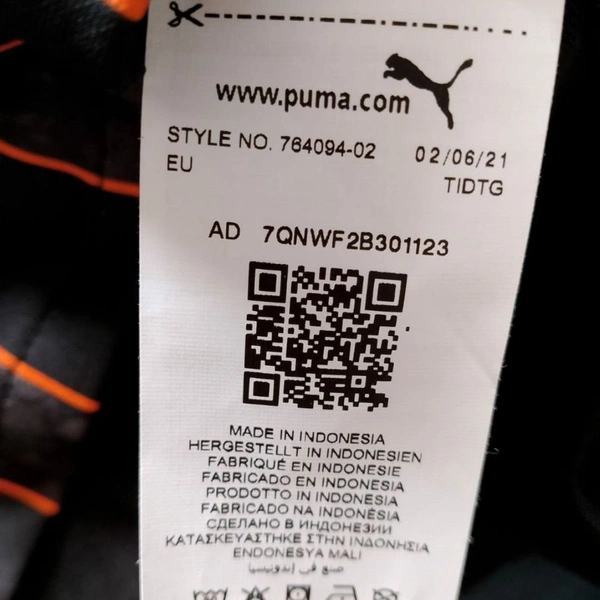 www.puma.com
STYLE NO. 764094-02 02/06/21
EU TIDTG
AD 7QNWF2B301123
MADE IN INDONESIA
HERGESTELLT IN INDONESIEN
FABRIQUÉ EN INDONESIE
FABRICADO EN INDONESIA
PRODOTTO IN INDONESIA
FABRICADO NA INDONÉSIA
СДЕЛАНО В ИНДОНЕЗИИ
ΚΑΤΑΣΚΕΥΑΣΤΗΚΕ ΣΤΗΝ ΙΝΔΟΝΗΣΙΑ
ENDONESYA MALI
صنع في إندونيسيا